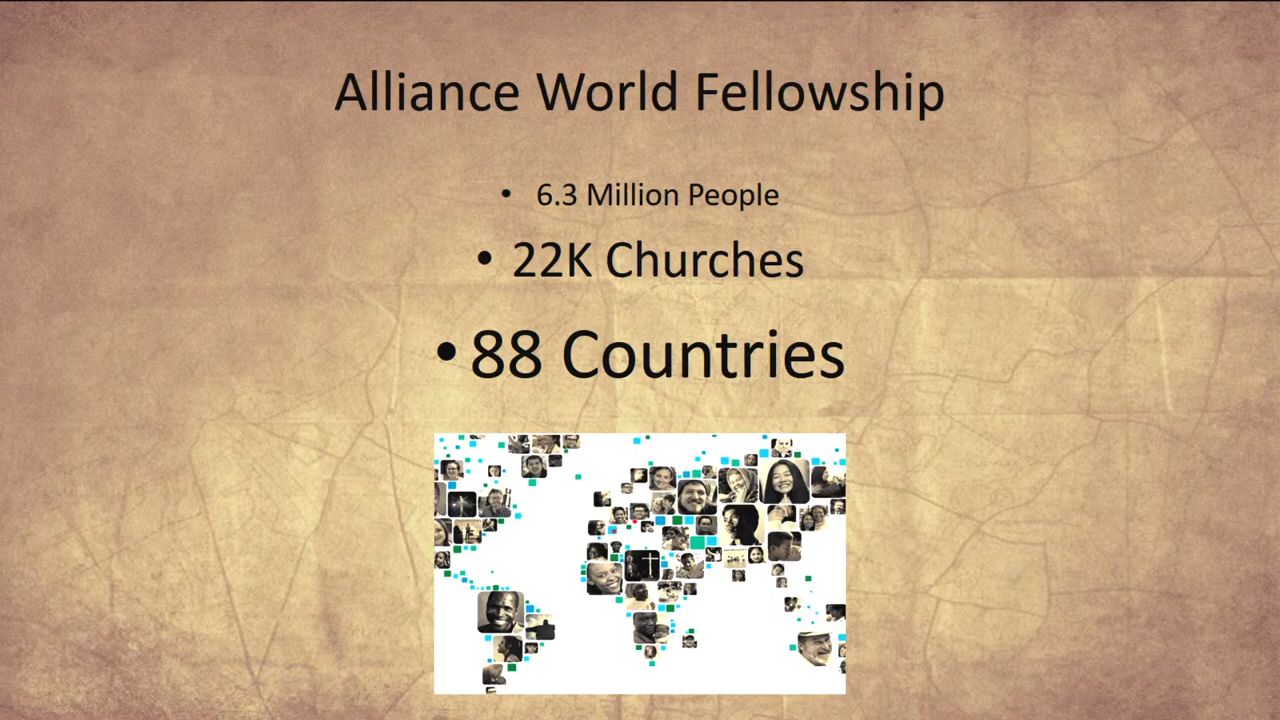 Alliance World Fellowship
• 6.3 Million People
• 22K Churches
• 88 Countries